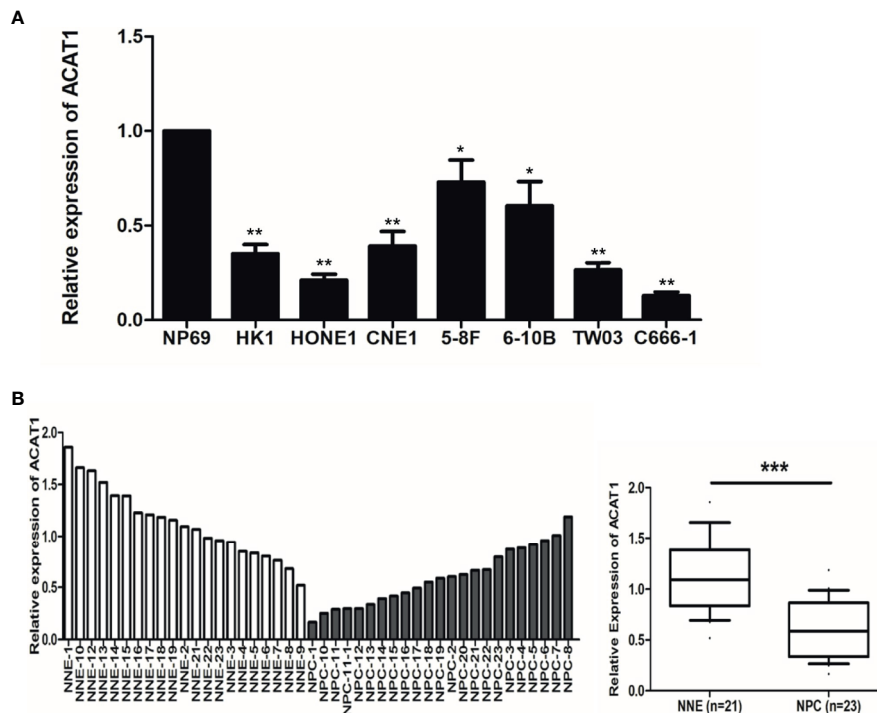 A
Relative expression of ACAT1
1.5
1.0
0.5
0.0
** ** ** * * ** **
NP69 HK1 HONE1 CNE1 5-8F 6-10B TW03 C666-1
B
Relative expression of ACAT1
2.0
1.5
1.0
0.5
0.0
NNE-1
NNE-10
NNE-12
NNE-13
NNE-14
NNE-15
NNE-16
NNE-17
NNE-18
NNE-19
NNE-2
NNE-21
NNE-22
NNE-23
NNE-3
NNE-4
NNE-5
NNE-6
NNE-7
NNE-8
NNE-9
NPC-1
NPC-10
NPC-11
NPC-11-1
NPC-12
NPC-13
NPC-14
NPC-15
NPC-16
NPC-17
NPC-18
NPC-19
NPC-2
NPC-20
NPC-21
NPC-22
NPC-23
NPC-3
NPC-4
NPC-5
NPC-6
NPC-7
NPC-8
Relative Expression of ACAT1
2.0
1.5
1.0
0.5
0.0
***
NNE (n=21) NPC (n=23)